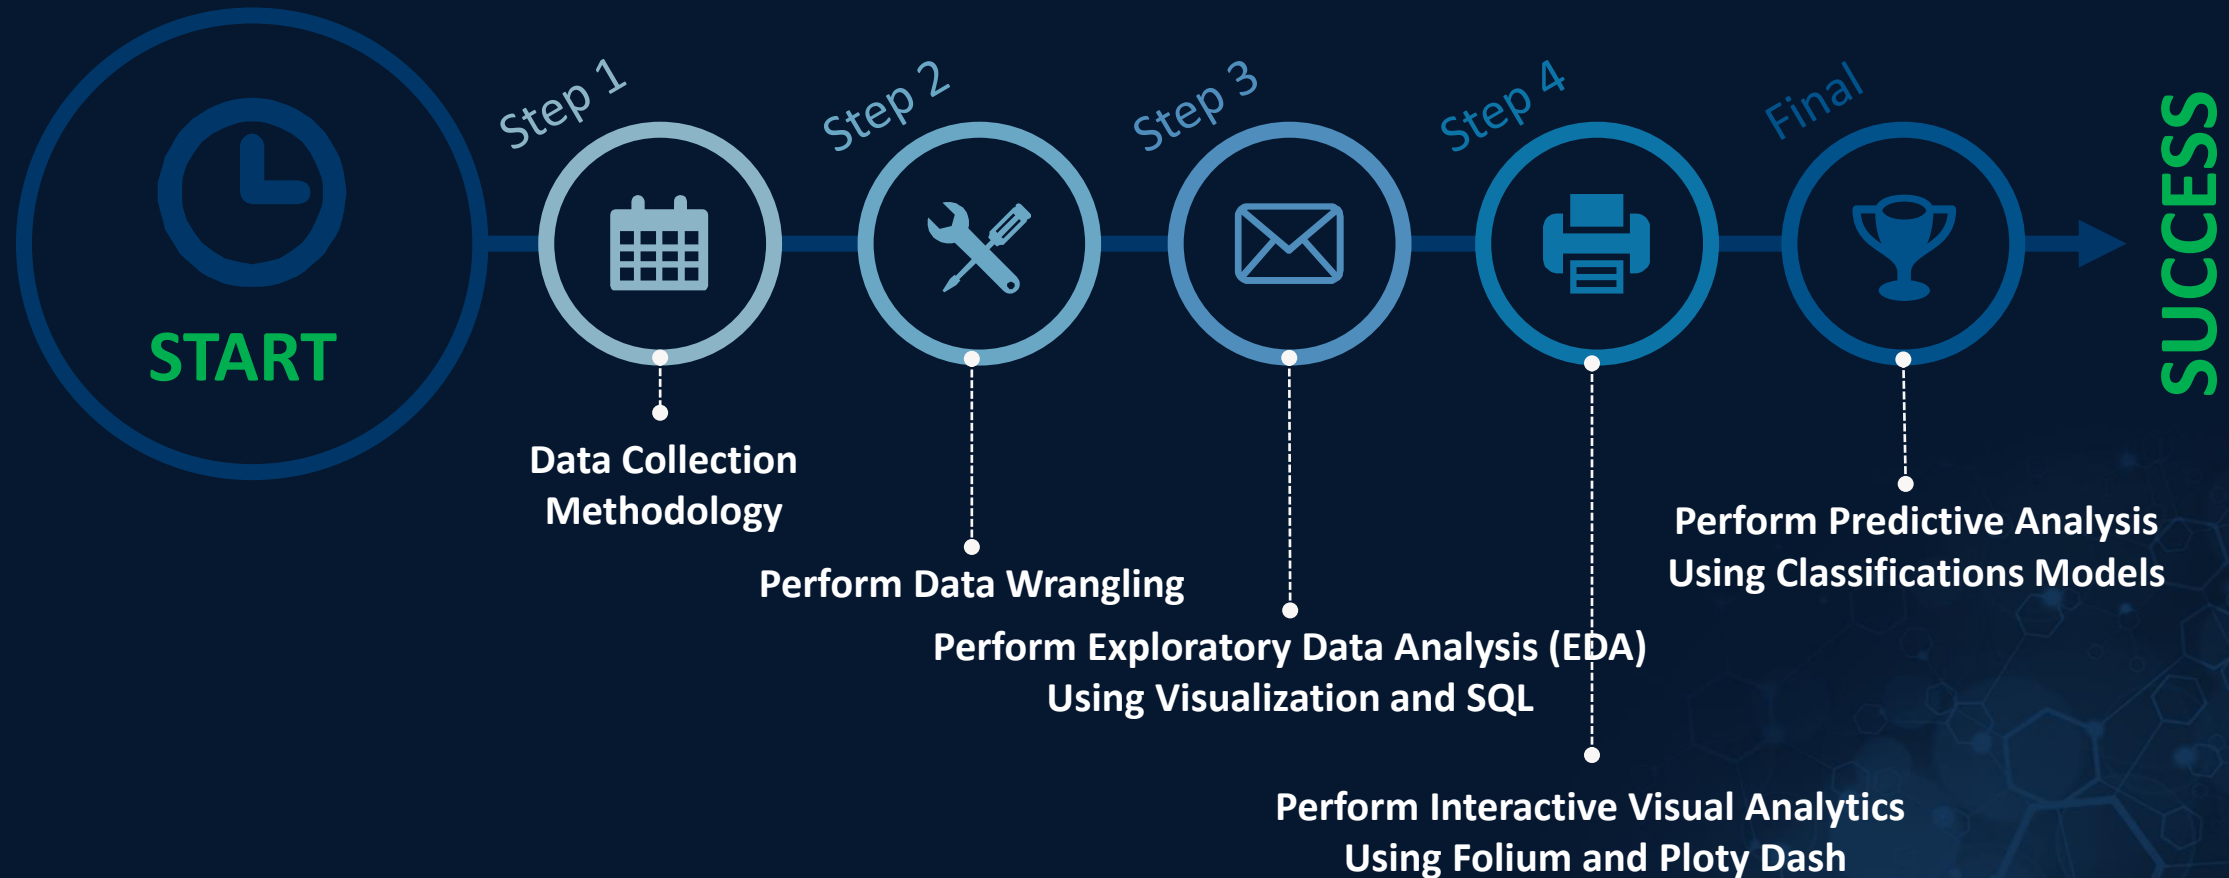 START
Step 1
Data Collection
Methodology
Step 2
Perform Data Wrangling
Step 3
Perform Exploratory Data Analysis (EDA)
Using Visualization and SQL
Step 4
Perform Interactive Visual Analytics
Using Folium and Ploty Dash
Final
Perform Predictive Analysis
Using Classifications Models
SUCCESS